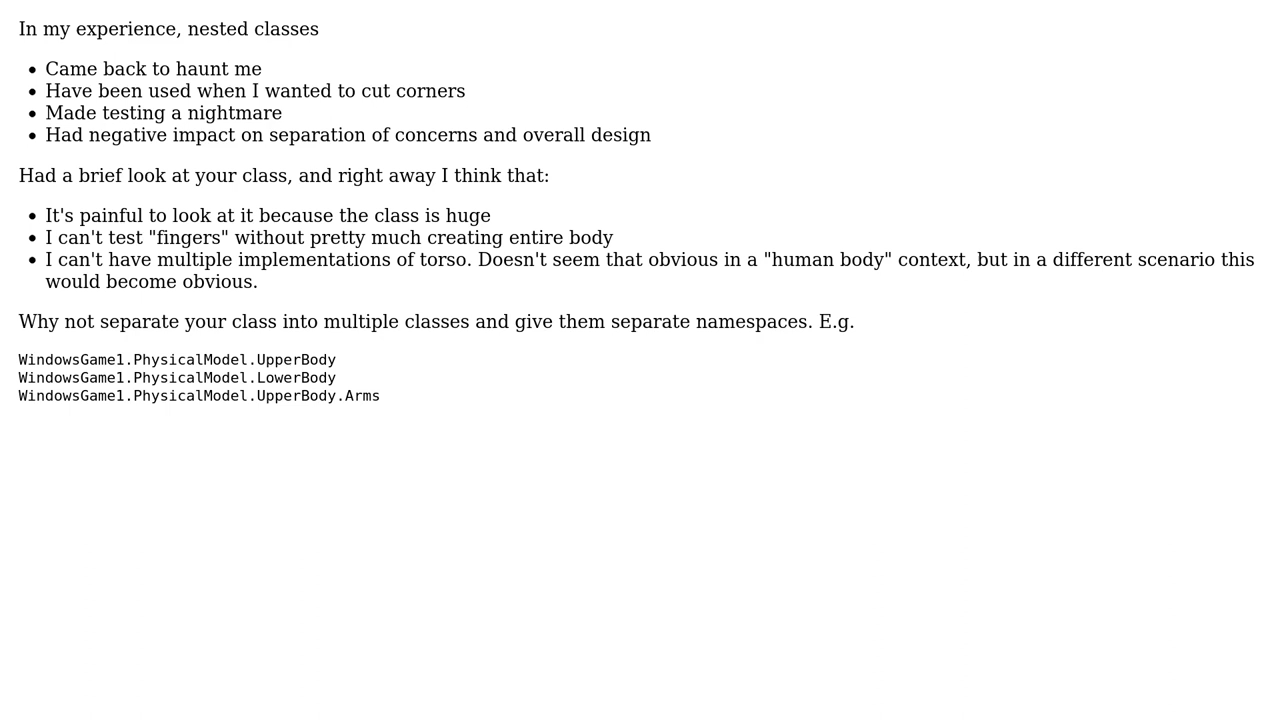 In my experience, nested classes
• Came back to haunt me
• Have been used when I wanted to cut corners
• Made testing a nightmare
• Had negative impact on separation of concerns and overall design
Had a brief look at your class, and right away I think that:
• It's painful to look at it because the class is huge
• I can't test "fingers" without pretty much creating entire body
• I can't have multiple implementations of torso. Doesn't seem that obvious in a "human body" context, but in a different scenario this
would become obvious.
Why not separate your class into multiple classes and give them separate namespaces. E.g.
WindowsGame1.PhysicalModel.UpperBody
WindowsGame1.PhysicalModel.LowerBody
WindowsGame1.PhysicalModel.UpperBody.Arms